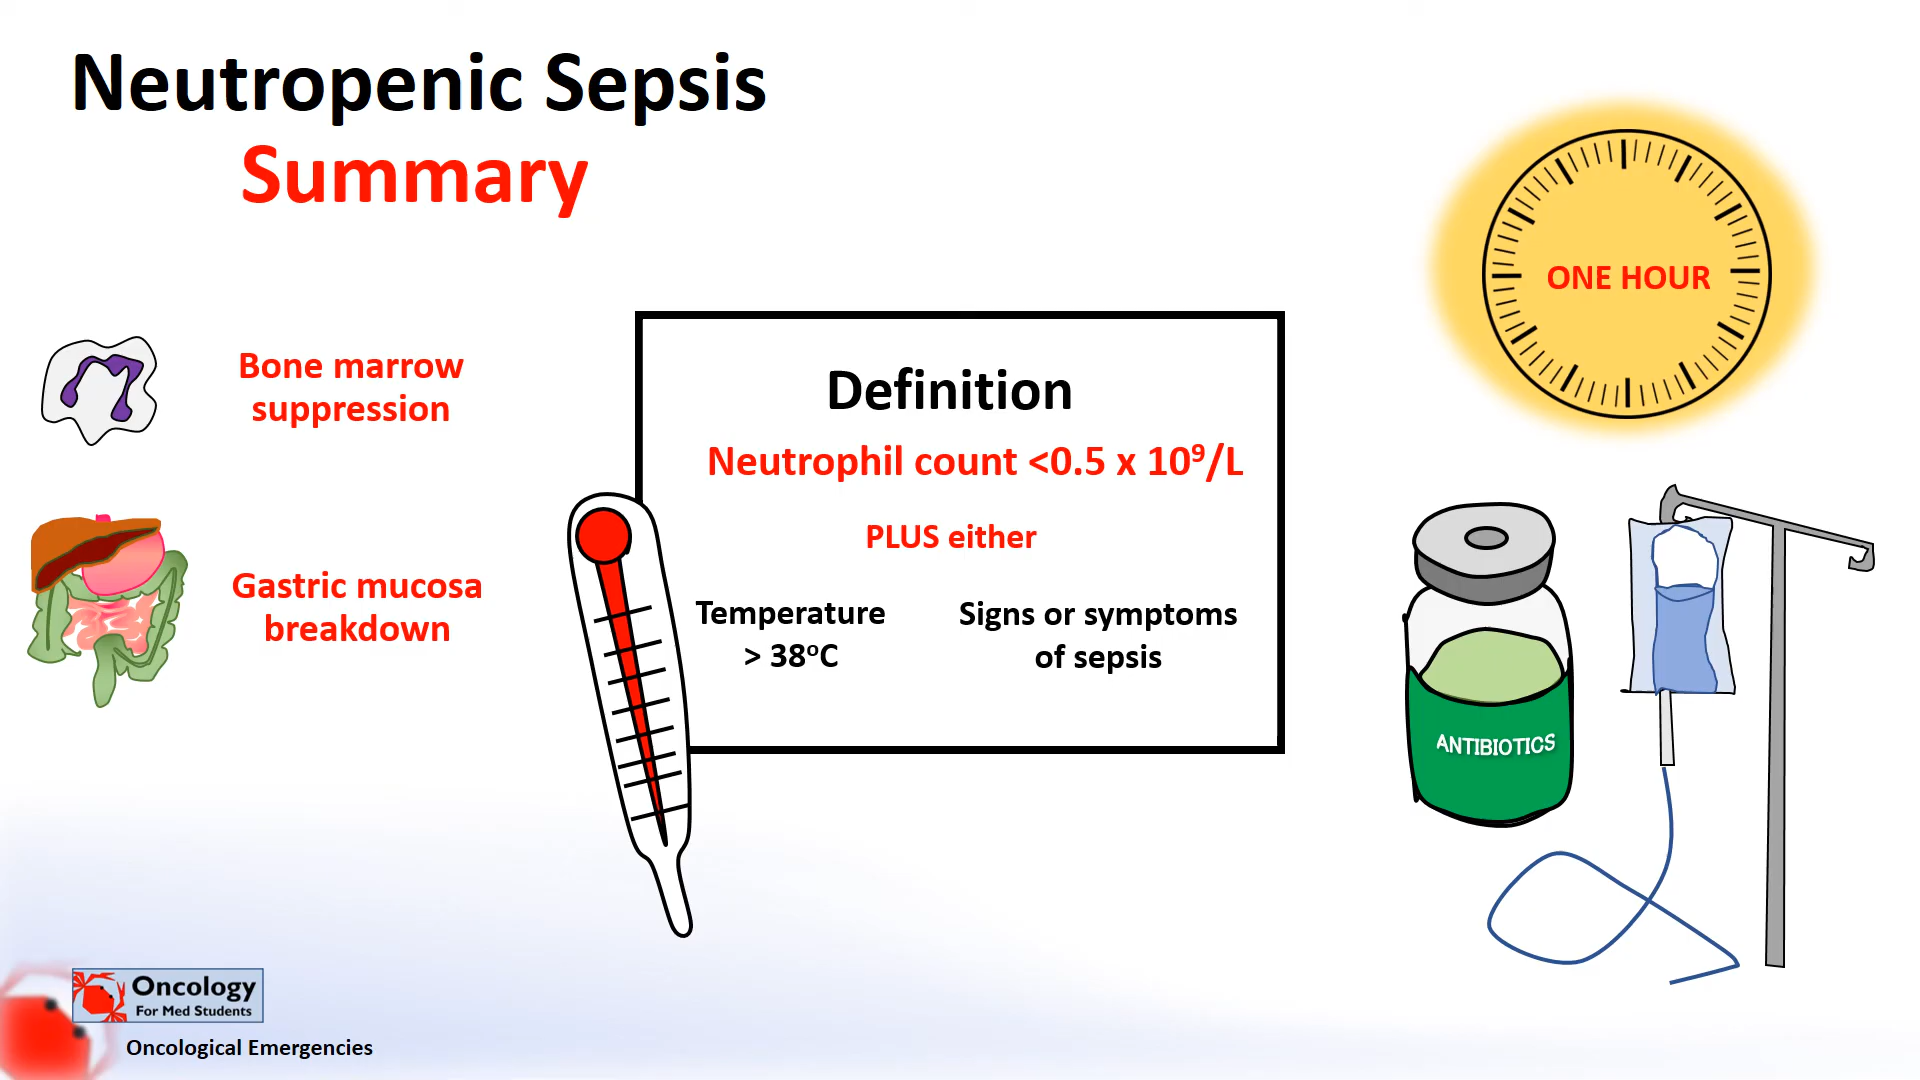 Neutropenic Sepsis
Summary
ONE HOUR
Bone marrow
suppression
Gastric mucosa
breakdown
Definition
Neutrophil count <0.5 x 10⁹/L
PLUS either
Temperature
> 38ºC
Signs or symptoms
of sepsis
ANTIBIOTICS
Oncology
For Med Students
Oncological Emergencies